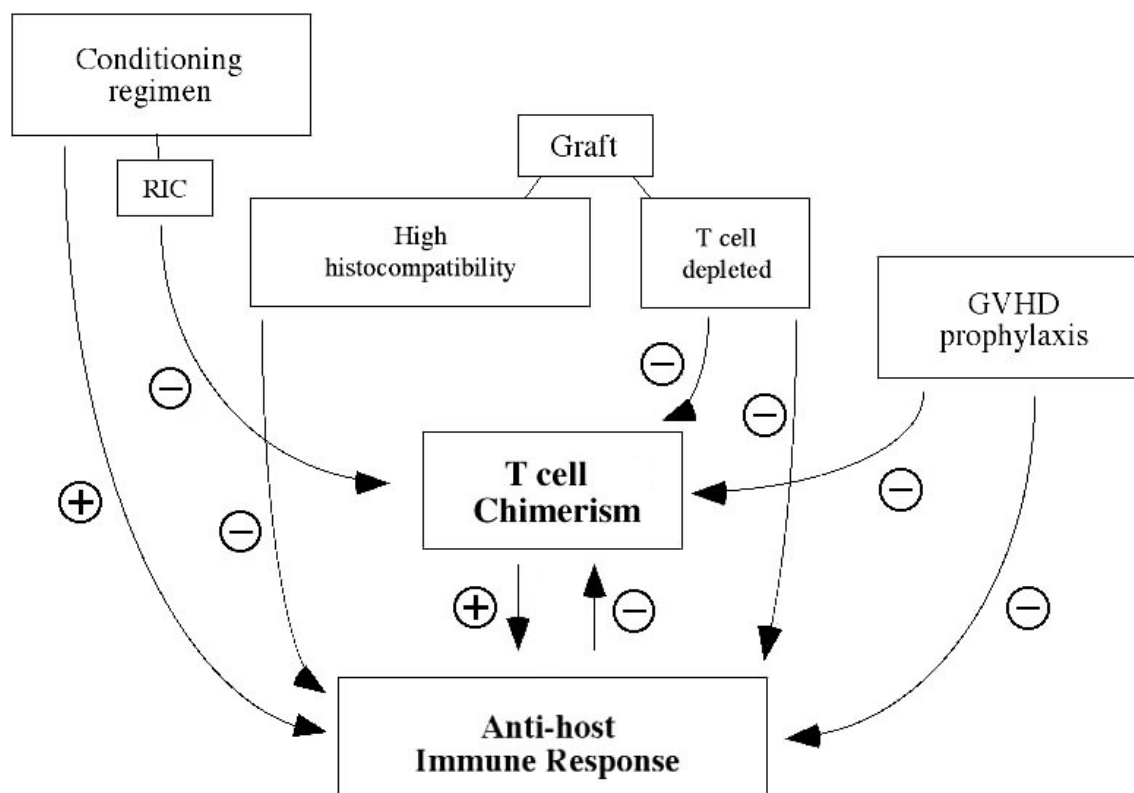 Conditioning
regimen
RIC
Graft
High
histocompatibility
T cell
depleted
GVHD
prophylaxis
−
−
−
T cell
Chimerism
+
−
−
+
−
−
Anti-host
Immune Response